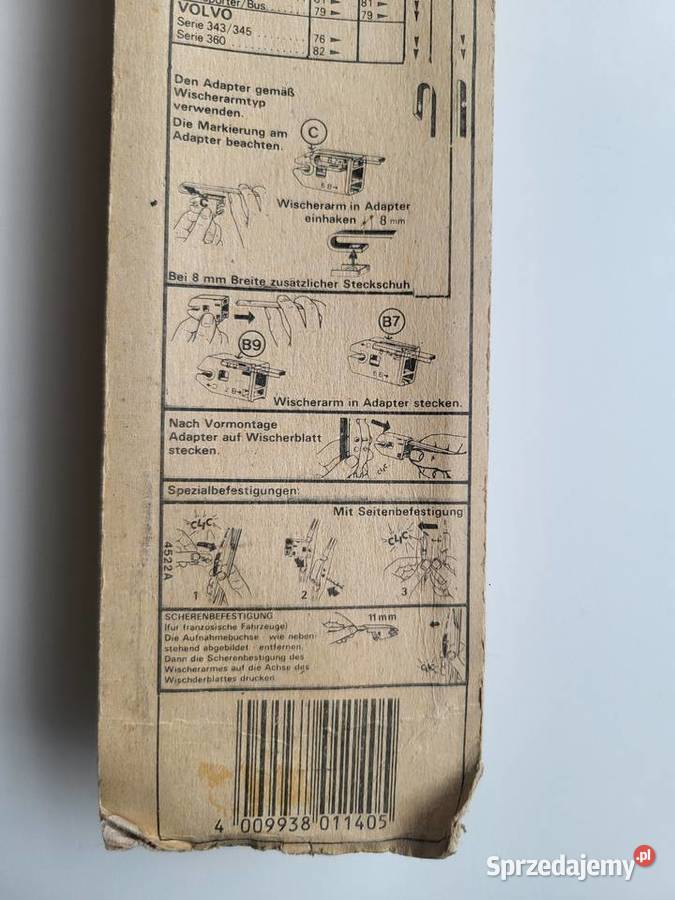 porter/Bus
79 ► 79 ►
VOLVO
Serie 343/345 76 ►
Serie 360 82 ►
Den Adapter gemäß
Wischerarmtyp
verwenden.
Die Markierung am
Adapter beachten.
C
C
Wischerarm in Adapter
einhaken 8 mm
Bei 8 mm Breite zusätzlicher Steckschuh
B7
B9
Wischerarm in Adapter stecken.
Nach Vormontage
Adapter auf Wischerblatt
stecken.
Spezialbefestigungen:
Mit Seitenbefestigung
1 2 3
4522A
SCHERENBEFESTIGUNG
(für französische Fahrzeuge)
Die Aufnahmebuchse - wie neben-
stehend abgebildet - entfernen.
Dann die Scherenbestigung des
Wischerarmes auf die Achse des
Wischderblattes drücken.
11 mm
4 009938 011405
Sprzedajemy.pl